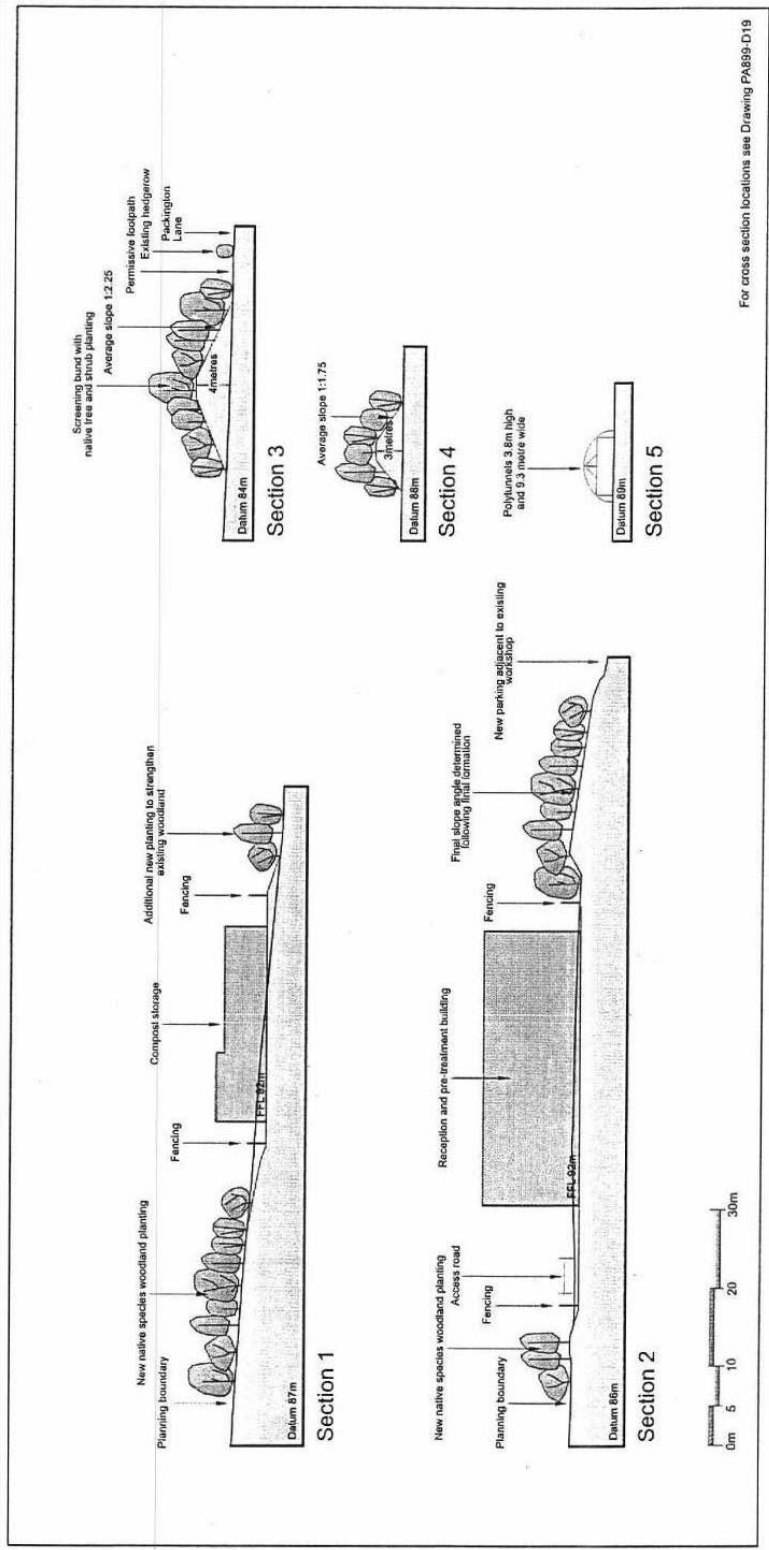 Planning boundary
New native species woodland planting
Fencing
Compost storage
Fencing
Additional new planting to strengthen
existing woodland
FFL 92m
Datum 87m
Section 1
Screening bund with
native tree and shrub planting
Average slope 1:2.25
Permissive footpath
Existing hedgerow
Packington
Lane
4metres
Datum 84m
Section 3
Average slope 1:1.75
3metres
Datum 88m
Section 4
Polytunnels 3.8m high
and 9.3 metre wide
Datum 89m
Section 5
New native species woodland planting
Planning boundary
Access road
Fencing
Reception and pre-treatment building
Fencing
Final slope angle determined
following final formation
New parking adjacent to existing
workshop
FFL 92m
Datum 86m
Section 2
0m 5 10 20 30m
For cross section locations see Drawing PA899-D19